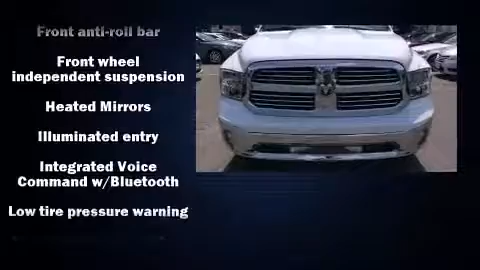 Front anti-roll bar
Front wheel
independent suspension
Heated Mirrors
Illuminated entry
Integrated Voice
Command w/Bluetooth
Low tire pressure warning